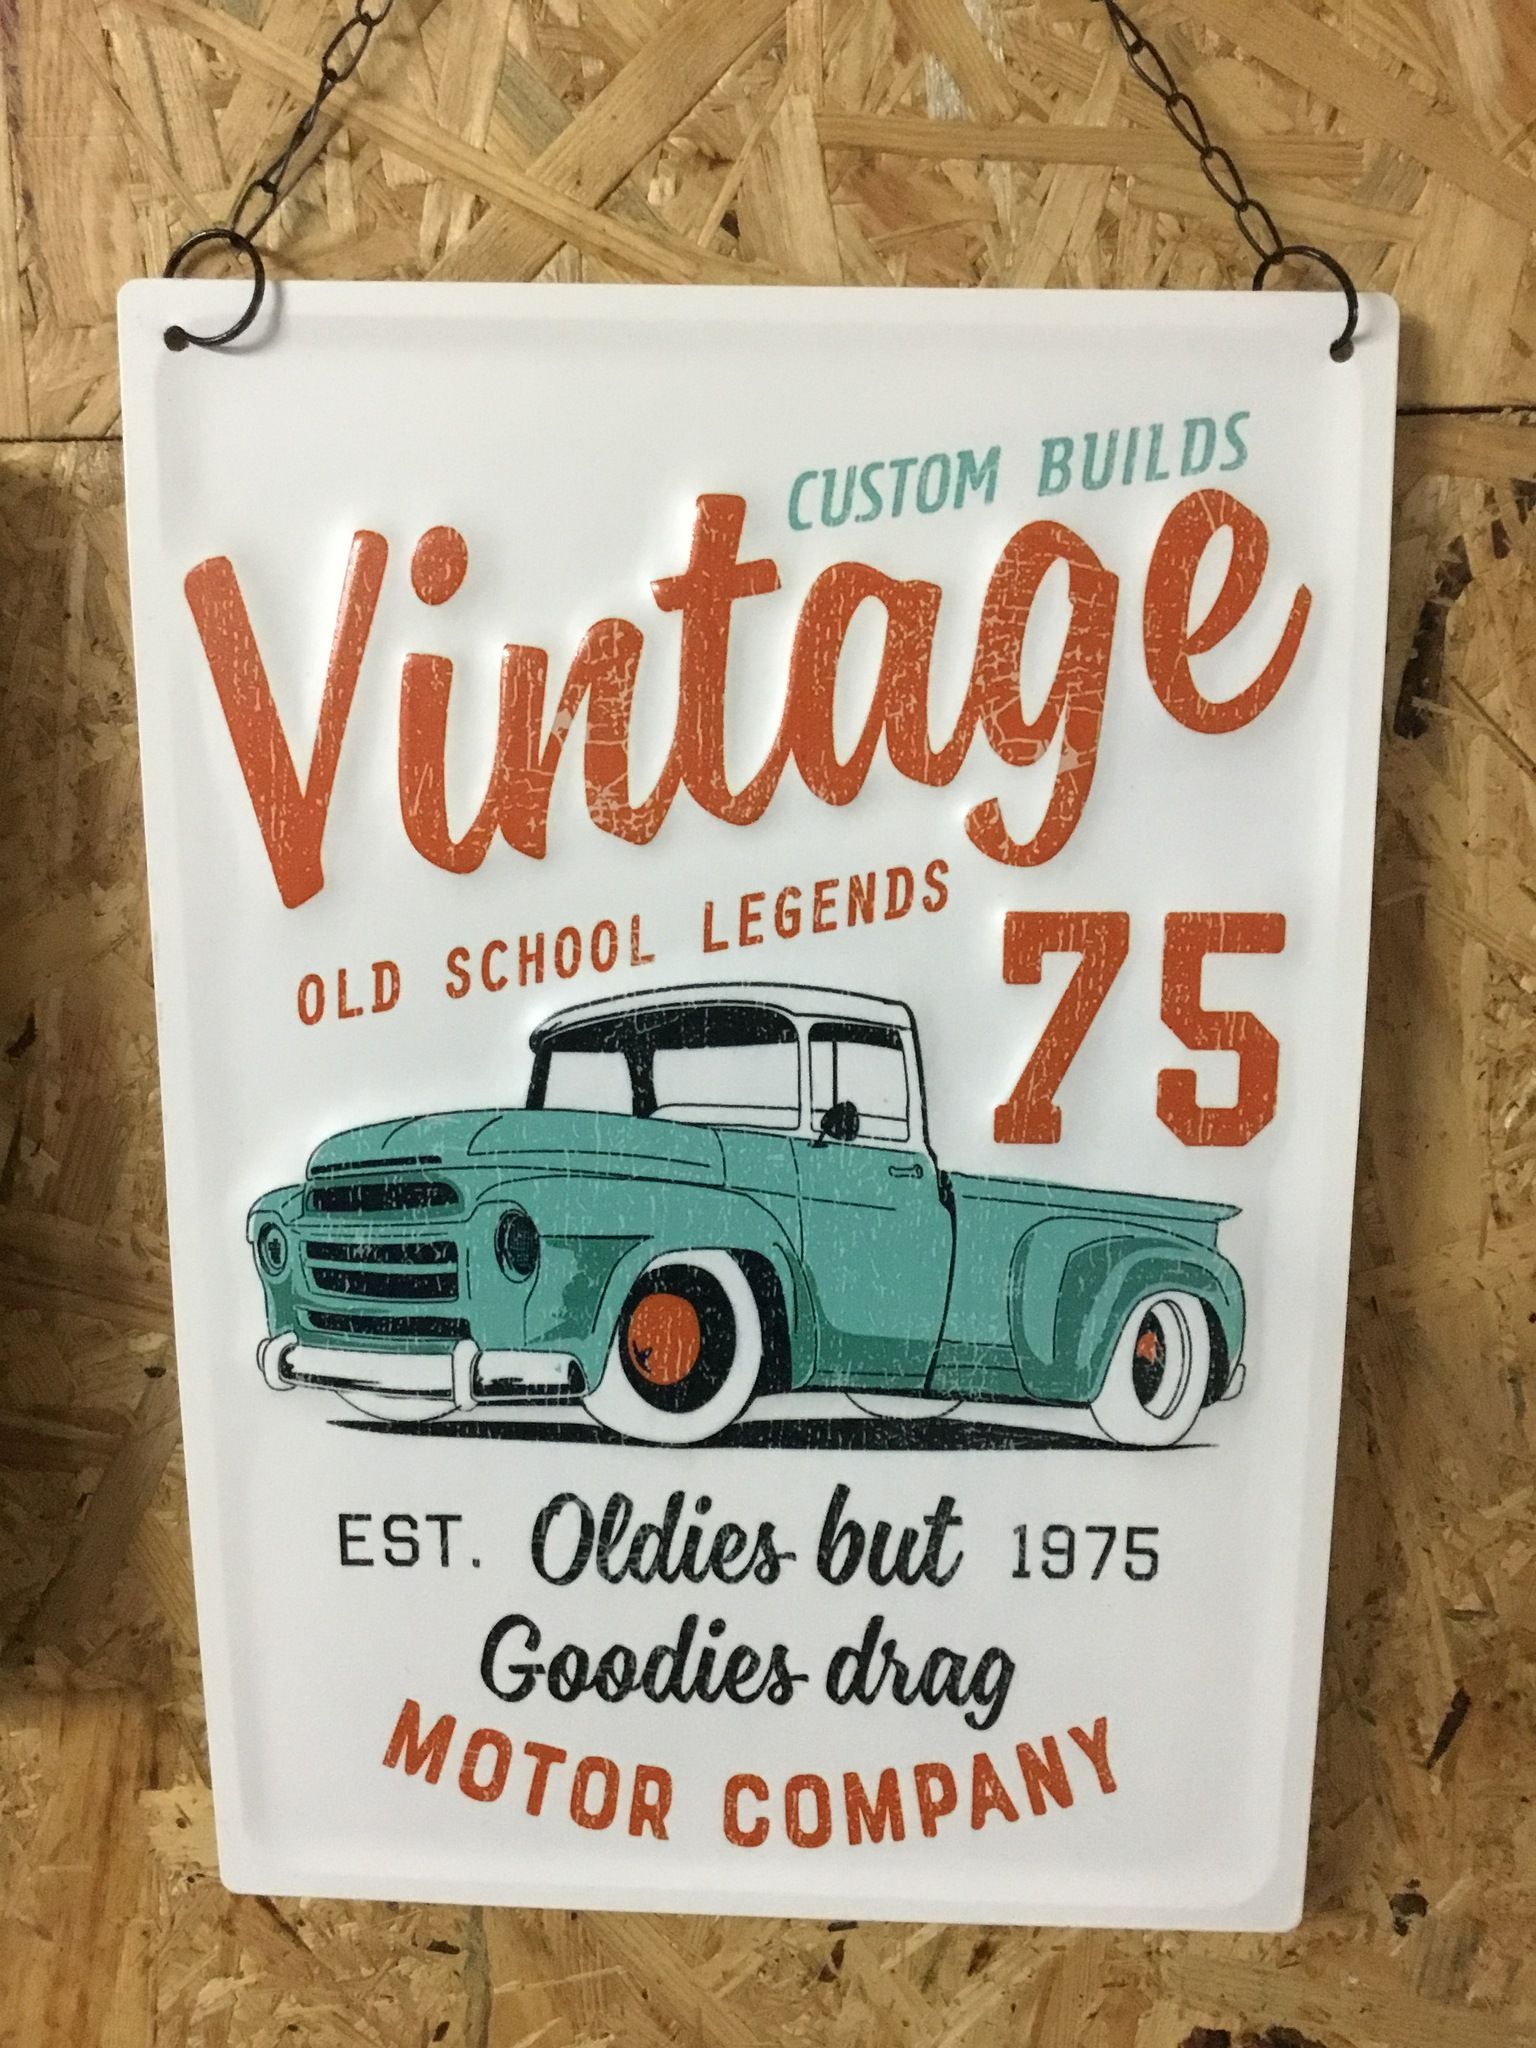 CUSTOM BUILDS
Vintage
OLD SCHOOL LEGENDS
75
EST. Oldies but 1975
Goodies drag
MOTOR COMPANY